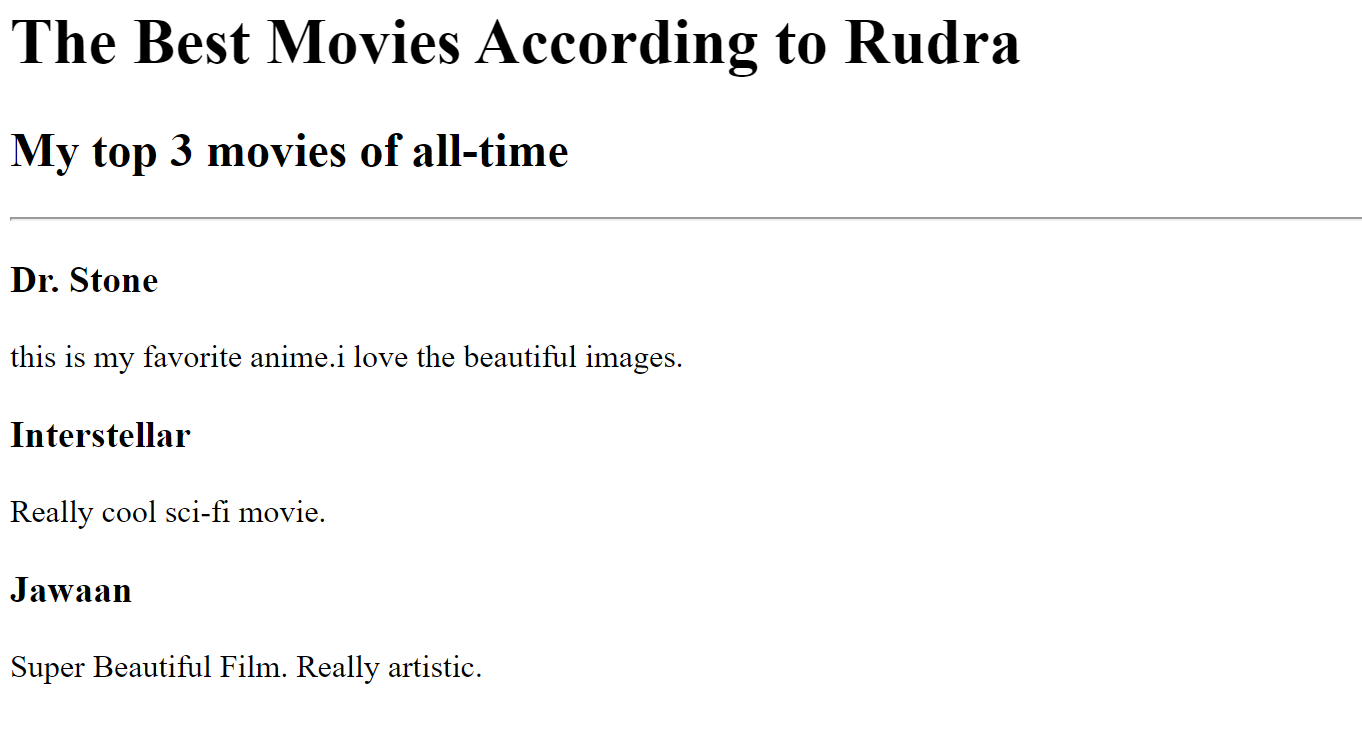 The Best Movies According to Rudra
My top 3 movies of all-time
Dr. Stone
this is my favorite anime.i love the beautiful images.
Interstellar
Really cool sci-fi movie.
Jawaan
Super Beautiful Film. Really artistic.